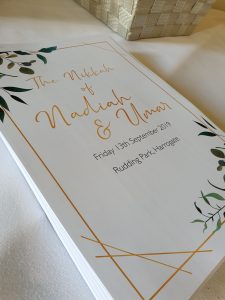 The Nikkah
of
Nadiah
& Umar
Friday 13th September 2019
Rudding Park, Harrogate